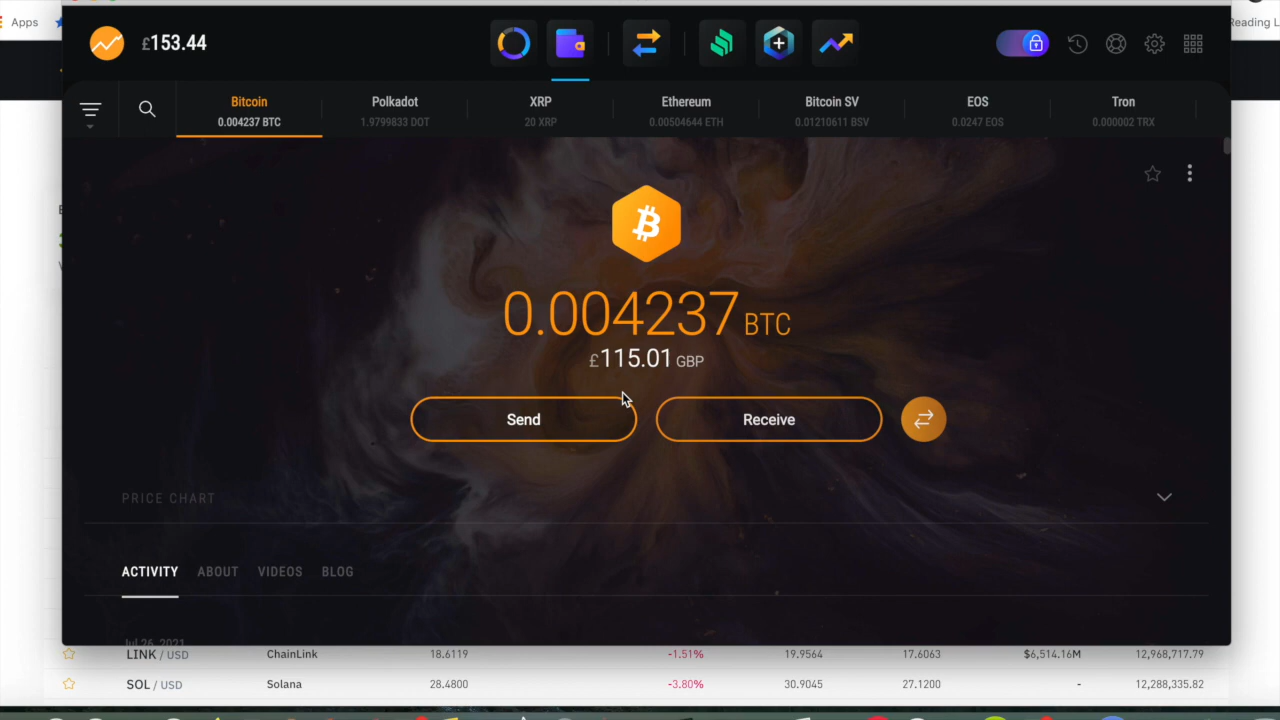 Apps
Reading L
£153.44
Bitcoin Polkadot XRP Ethereum Bitcoin SV EOS Tron
0.004237 BTC 1.9799833 DOT 20 XRP 0.00504644 ETH 0.01210611 BSV 0.0247 EOS 0.000002 TRX
0.004237 BTC
£115.01 GBP
Send Receive
PRICE CHART
ACTIVITY ABOUT VIDEOS BLOG
Jul 26, 2021
LINK / USD ChainLink 18.6119 -1.51% 19.9564 17.6063 $6,514.16M 12,968,717.79
SOL / USD Solana 28.4800 -3.80% 30.9045 27.1200 - 12,288,335.82